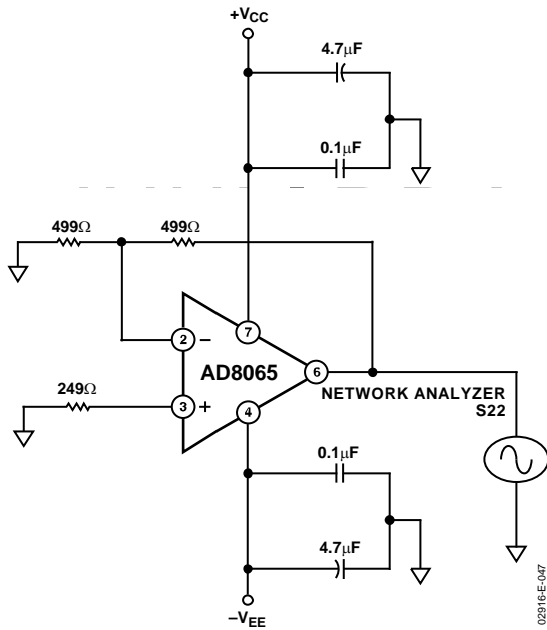 +VCC
4.7μF
0.1μF
499Ω 499Ω
2 − 7
AD8065 6
NETWORK ANALYZER
S22
249Ω
3 + 4
0.1μF
4.7μF
−VEE
02916-E-047